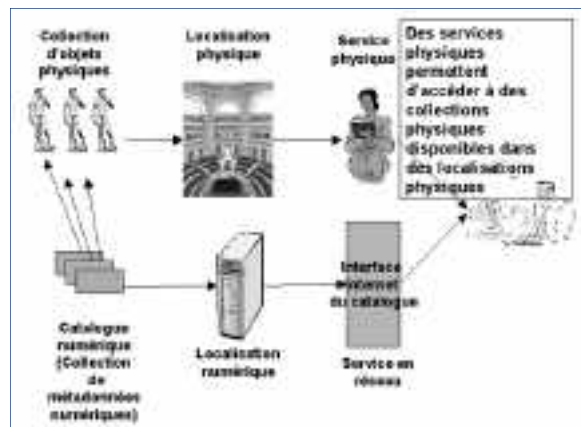 Collection
d'objets
physiques
Localisation
physique
Service
physique
Des services
physiques
permettent
d'accéder à des
collections
physiques
disponibles dans
des localisations
physiques
Catalogue
numérique
(Collection
de
métadonnées
numériques)
Localisation
numérique
Interface
internet
du catalogue
Service en
réseau